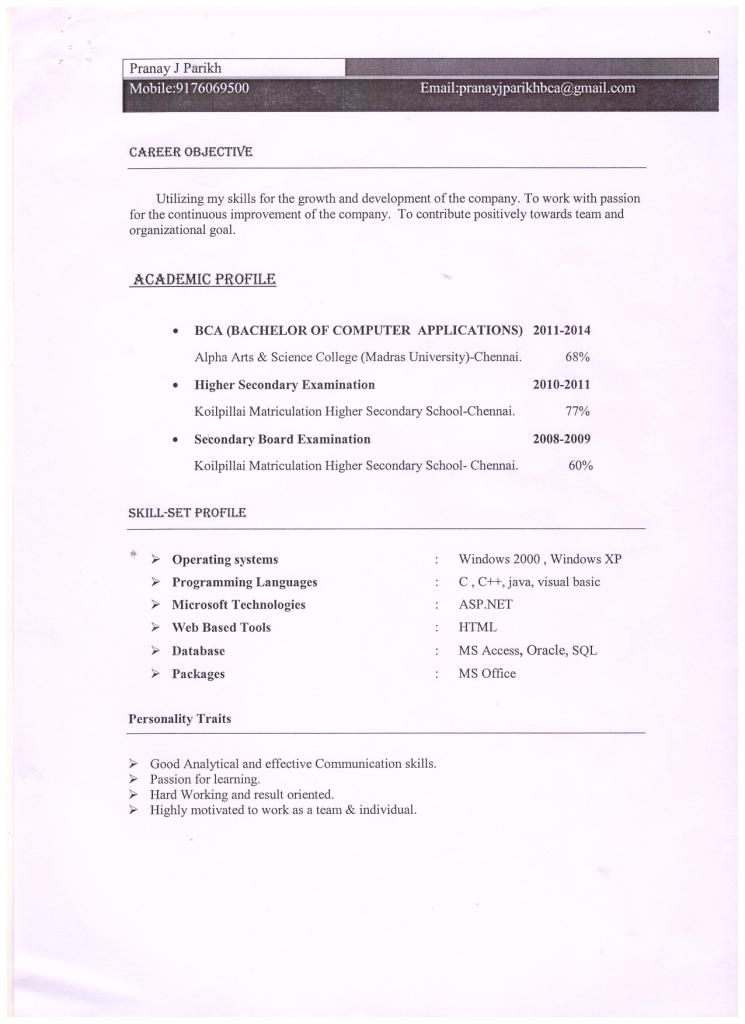 Pranay J Parikh
Mobile:9176069500 Email:pranayjparikhbca@gmail.com
CAREER OBJECTIVE
Utilizing my skills for the growth and development of the company. To work with passion
for the continuous improvement of the company. To contribute positively towards team and
organizational goal.
ACADEMIC PROFILE
• BCA (BACHELOR OF COMPUTER APPLICATIONS) 2011-2014
Alpha Arts & Science College (Madras University)-Chennai. 68%
• Higher Secondary Examination 2010-2011
Koilpillai Matriculation Higher Secondary School-Chennai. 77%
• Secondary Board Examination 2008-2009
Koilpillai Matriculation Higher Secondary School- Chennai. 60%
SKILL-SET PROFILE
➢ Operating systems : Windows 2000 , Windows XP
➢ Programming Languages : C , C++, java, visual basic
➢ Microsoft Technologies : ASP.NET
➢ Web Based Tools : HTML
➢ Database : MS Access, Oracle, SQL
➢ Packages : MS Office
Personality Traits
➢ Good Analytical and effective Communication skills.
➢ Passion for learning.
➢ Hard Working and result oriented.
➢ Highly motivated to work as a team & individual.